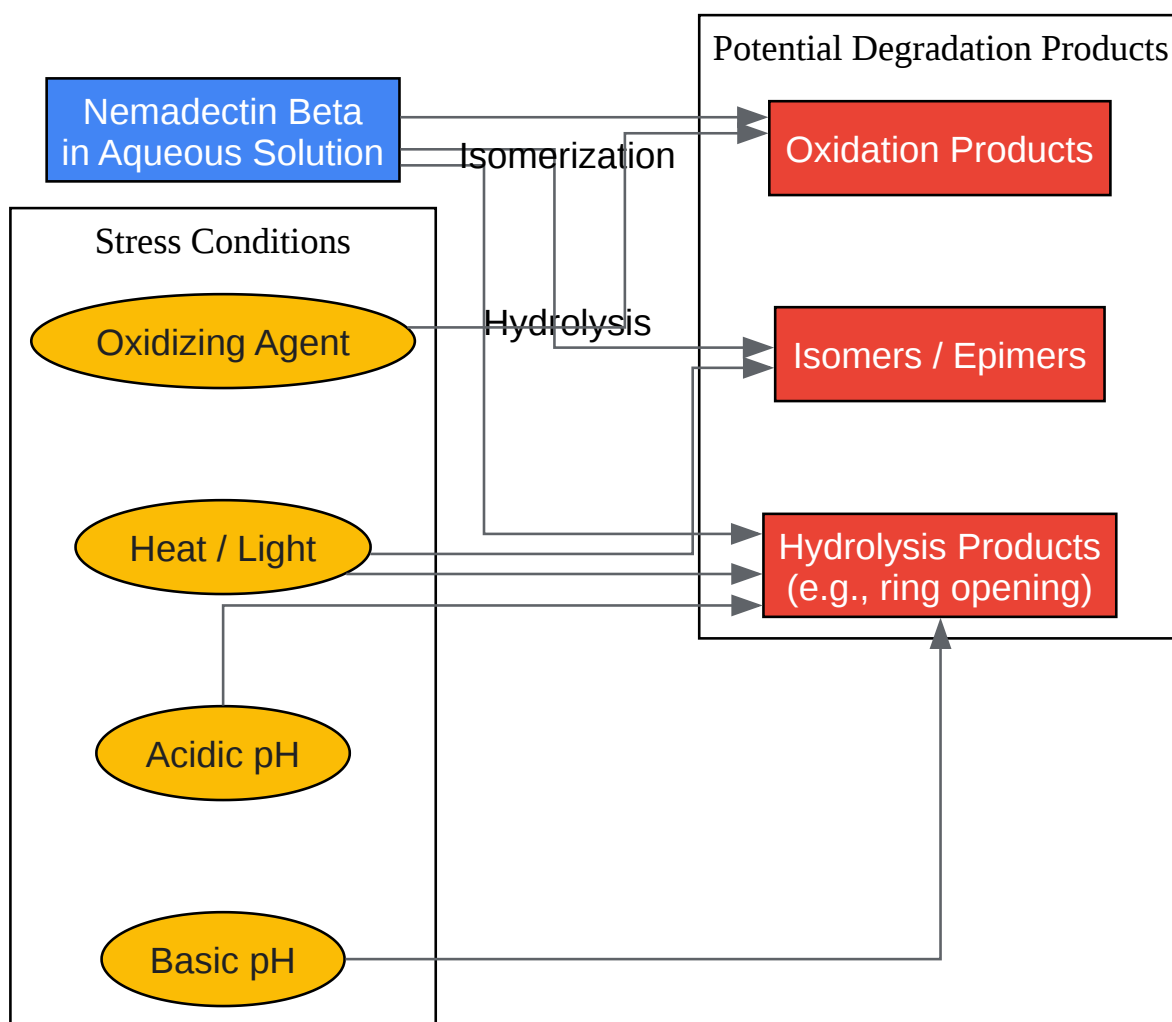 Potential Degradation Products
Nemadectin Beta
in Aqueous Solution
Isomerization
Oxidation Products
Stress Conditions
Oxidizing Agent
Hydrolysis
Isomers / Epimers
Heat / Light
Hydrolysis Products
(e.g., ring opening)
Acidic pH
Basic pH